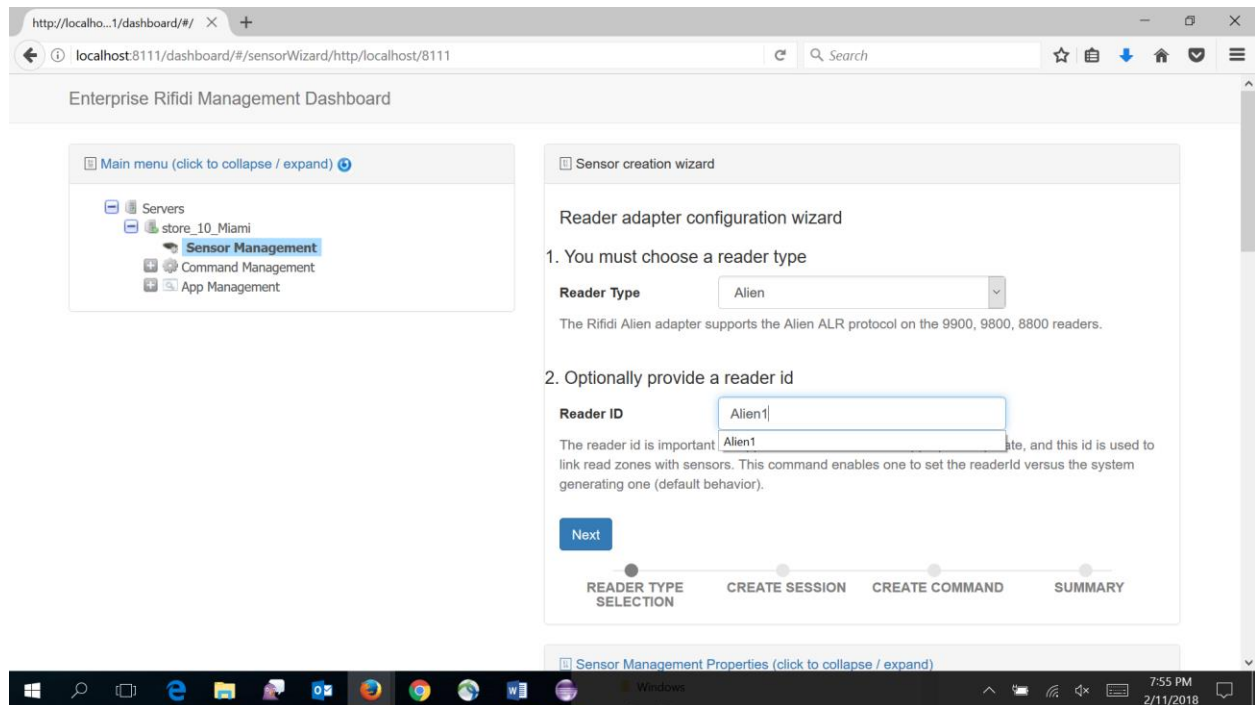 http://localho...1/dashboard/#/
localhost:8111/dashboard/#/sensorWizard/http/localhost/8111
Search
Enterprise Rifidi Management Dashboard
Main menu (click to collapse / expand)
Servers
store_10_Miami
Sensor Management
Command Management
App Management
Sensor creation wizard
Reader adapter configuration wizard
1. You must choose a reader type
Reader Type
Alien
The Rifidi Alien adapter supports the Alien ALR protocol on the 9900, 9800, 8800 readers.
2. Optionally provide a reader id
Reader ID
Alien1
Alien1
The reader id is important
, and this id is used to
link read zones with sensors. This command enables one to set the readerId versus the system
generating one (default behavior).
Next
READER TYPE SELECTION
CREATE SESSION
CREATE COMMAND
SUMMARY
Sensor Management Properties (click to collapse / expand)
Windows
7:55 PM
2/11/2018